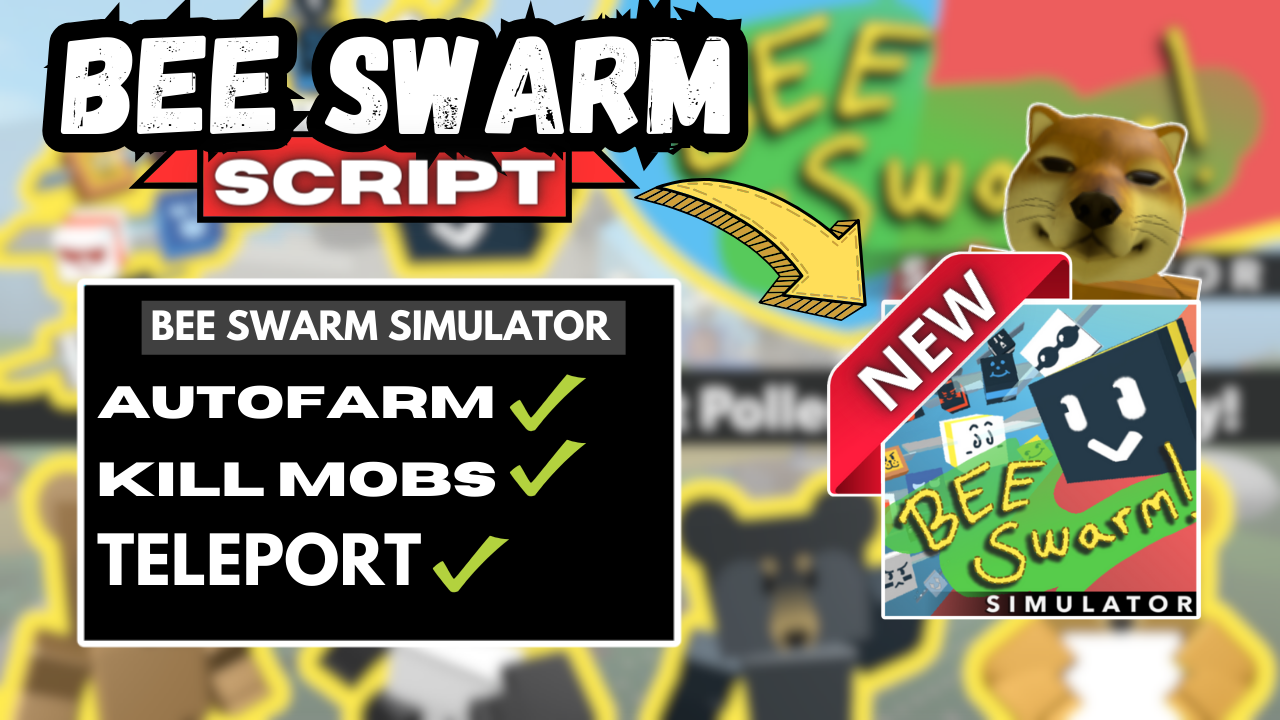 BEE SWARM
SCRIPT
BEE SWARM SIMULATOR
AUTOFARM
KILL MOBS
TELEPORT
NEW
BEE
Swarm!
SIMULATOR